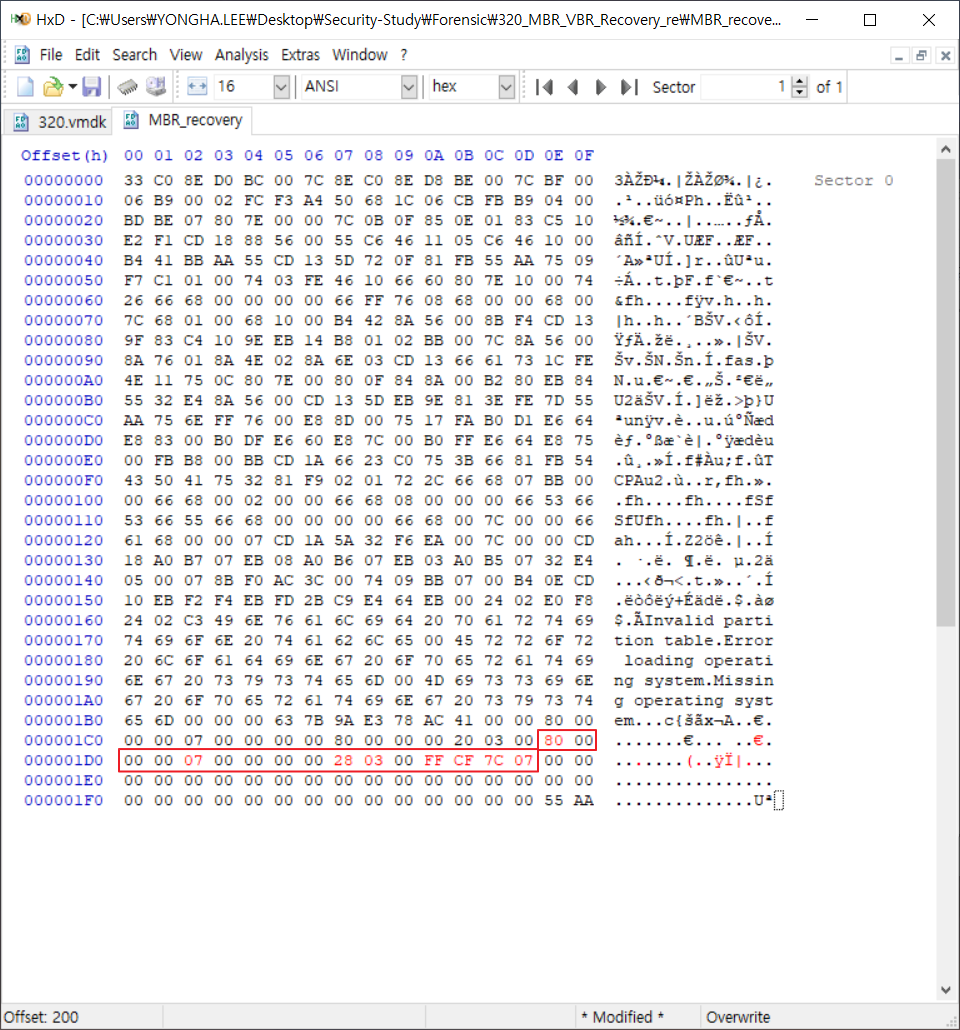 HxD - [C:₩Users₩YONGHA.LEE₩Desktop₩Security-Study₩Forensic₩320_MBR_VBR_Recovery_re₩MBR_recove...
File Edit Search View Analysis Extras Window ?
16 ANSI hex Sector 1 of 1
320.vmdk MBR_recovery
Offset(h) 00 01 02 03 04 05 06 07 08 09 0A 0B 0C 0D 0E 0F
00000000 33 C0 8E D0 BC 00 7C 8E C0 8E D8 BE 00 7C BF 00 3ÀŽÐ¼.|ŽÀŽØ¾.|¿. Sector 0
00000010 06 B9 00 02 FC F3 A4 50 68 1C 06 CB FB B9 04 00 .¹..üó¤Ph..Ëû¹..
00000020 BD BE 07 80 7E 00 00 7C 0B 0F 85 0E 01 83 C5 10 ½¾.€~..|..…..ƒÅ.
00000030 E2 F1 CD 18 88 56 00 55 C6 46 11 05 C6 46 10 00 âñÍ.ˆV.UÆF..ÆF..
00000040 B4 41 BB AA 55 CD 13 5D 72 0F 81 FB 55 AA 75 09 ´A»ªUÍ.]r..ûUªu.
00000050 F7 C1 01 00 74 03 FE 46 10 66 60 80 7E 10 00 74 ÷Á..t.þF.f`€~..t
00000060 26 66 68 00 00 00 00 66 FF 76 08 68 00 00 68 00 &fh....fÿv.h..h.
00000070 7C 68 01 00 68 10 00 B4 42 8A 56 00 8B F4 CD 13 |h..h..´BŠV.‹ôÍ.
00000080 9F 83 C4 10 9E EB 14 B8 01 02 BB 00 7C 8A 56 00 ŸƒÄ.žë.¸..».|ŠV.
00000090 8A 76 01 8A 4E 02 8A 6E 03 CD 13 66 61 73 1C FE Šv.ŠN.Šn.Í.fas.þ
000000A0 4E 11 75 0C 80 7E 00 80 0F 84 8A 00 B2 80 EB 84 N.u.€~.€.„Š.²€ë„
000000B0 55 32 E4 8A 56 00 CD 13 5D EB 9E 81 3E FE 7D 55 U2äŠV.Í.]ëž.>þ}U
000000C0 AA 75 6E FF 76 00 E8 8D 00 75 17 FA B0 D1 E6 64 ªunÿv.è..u.ú°Ñæd
000000D0 E8 83 00 B0 DF E6 60 E8 7C 00 B0 FF E6 64 E8 75 èƒ.°ßæ`è|.°ÿædèu
000000E0 00 FB B8 00 BB CD 1A 66 23 C0 75 3B 66 81 FB 54 .û¸.»Í.f#Àu;f.ûT
000000F0 43 50 41 75 32 81 F9 02 01 72 2C 66 68 07 BB 00 CPAu2.ù..r,fh.».
00000100 00 66 68 00 02 00 00 66 68 08 00 00 00 66 53 66 .fh....fh....fSf
00000110 53 66 55 66 68 00 00 00 00 66 68 00 7C 00 00 66 SfUfh....fh.|..f
00000120 61 68 00 00 07 CD 1A 5A 32 F6 EA 00 7C 00 00 CD ah...Í.Z2öê.|..Í
00000130 18 A0 B7 07 EB 08 A0 B6 07 EB 03 A0 B5 07 32 E4 . ·.ë. ¶.ë. µ.2ä
00000140 05 00 07 8B F0 AC 3C 00 74 09 BB 07 00 B4 0E CD ...‹ð¬<.t.»..´.Í
00000150 10 EB F2 F4 EB FD 2B C9 E4 64 EB 00 24 02 E0 F8 .ëòôëý+Éädë.$.àø
00000160 24 02 C3 49 6E 76 61 6C 69 64 20 70 61 72 74 69 $.ÃInvalid parti
00000170 74 69 6F 6E 20 74 61 62 6C 65 00 45 72 72 6F 72 tion table.Error
00000180 20 6C 6F 61 64 69 6E 67 20 6F 70 65 72 61 74 69 loading operati
00000190 6E 67 20 73 79 73 74 65 6D 00 4D 69 73 73 69 6E ng system.Missin
000001A0 67 20 6F 70 65 72 61 74 69 6E 67 20 73 79 73 74 g operating syst
000001B0 65 6D 00 00 00 63 7B 9A E3 78 AC 41 00 00 80 00 em...c{šãx¬A..€.
000001C0 00 00 07 00 00 00 00 80 00 00 00 20 03 00 80 00 .......€... ..€.
000001D0 00 00 07 00 00 00 00 28 03 00 FF CF 7C 07 00 00 .......(..ÿÏ|...
000001E0 00 00 00 00 00 00 00 00 00 00 00 00 00 00 00 00 ................
000001F0 00 00 00 00 00 00 00 00 00 00 00 00 00 00 55 AA ..............Uª
Offset: 200 * Modified * Overwrite